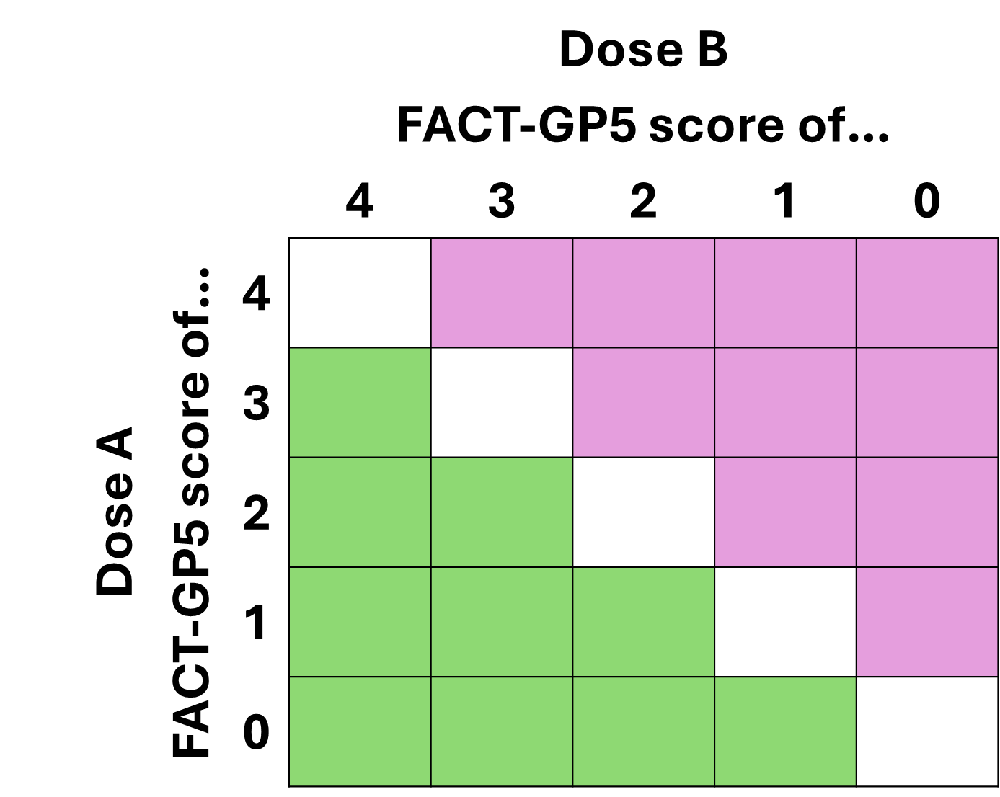 Dose B
FACT-GP5 score of...
4 3 2 1 0
Dose A
FACT-GP5 score of...
4
3
2
1
0